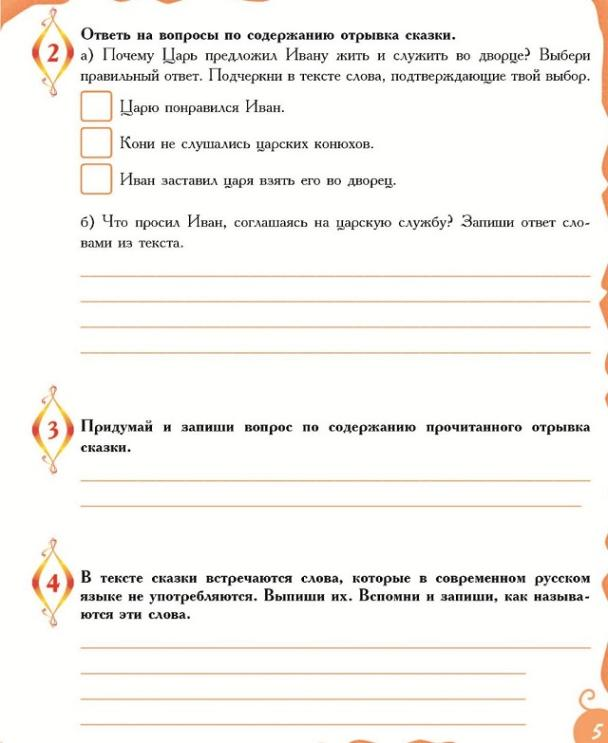 2
Ответь на вопросы по содержанию отрывка сказки.
а) Почему Царь предложил Ивану жить и служить во дворце? Выбери
правильный ответ. Подчеркни в тексте слова, подтверждающие твой выбор.
Царю понравился Иван.
Кони не слушались царских конюхов.
Иван заставил царя взять его во дворец.
б) Что просил Иван, соглашаясь на царскую службу? Запиши ответ сло-
вами из текста.
3
Придумай и запиши вопрос по содержанию прочитанного отрывка
сказки.
4
В тексте сказки встречаются слова, которые в современном русском
языке не употребляются. Выпиши их. Вспомни и запиши, как называ-
ются эти слова.
5